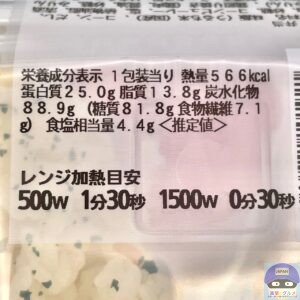 栄養成分表示 1包装当り 熱量566kcal
蛋白質25.0g 脂質13.8g 炭水化物
88.9g (糖質81.8g 食物繊維7.1
g) 食塩相当量4.4g <推定値>
レンジ加熱目安
500W 1分30秒 1500W 0分30秒